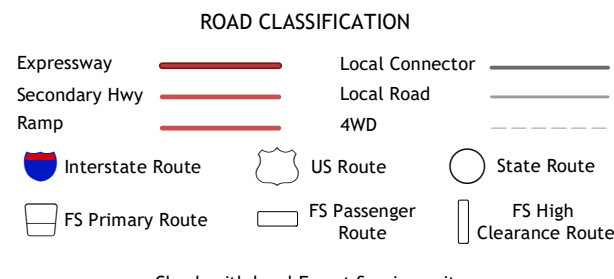 ROAD CLASSIFICATION
Expressway
Local Connector
Secondary Hwy
Local Road
Ramp
4WD
Interstate Route
US Route
State Route
FS Primary Route
FS Passenger
Route
FS High
Clearance Route